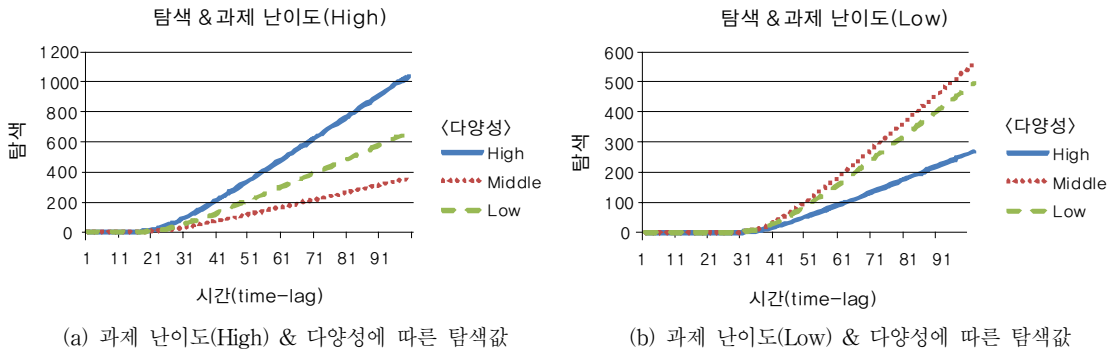 탐색 & 과제 난이도(High)
1200
1000
800
600
400
200
0
탐색
1 11 21 31 41 51 61 71 81 91
시간(time-lag)
〈다양성〉
High
Middle
Low
(a) 과제 난이도(High) & 다양성에 따른 탐색값
탐색 & 과제 난이도(Low)
600
500
400
300
200
100
0
탐색
1 11 21 31 41 51 61 71 81 91
시간(time-lag)
〈다양성〉
High
Middle
Low
(b) 과제 난이도(Low) & 다양성에 따른 탐색값